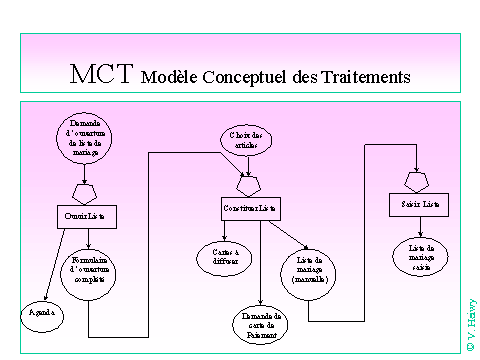 MCT Modèle Conceptuel des Traitements
Demande
d'ouverture
de liste de
mariage
Ouvrir Liste
Formulaire
d'ouverture
complété
Agenda
Choix des
articles
Constituer Liste
Cartes à
diffuser
Liste de
mariage
(manuelle)
Demande de
carte de
Paiement
Saisir Liste
Liste de
mariage
saisie
© V. Heiwy